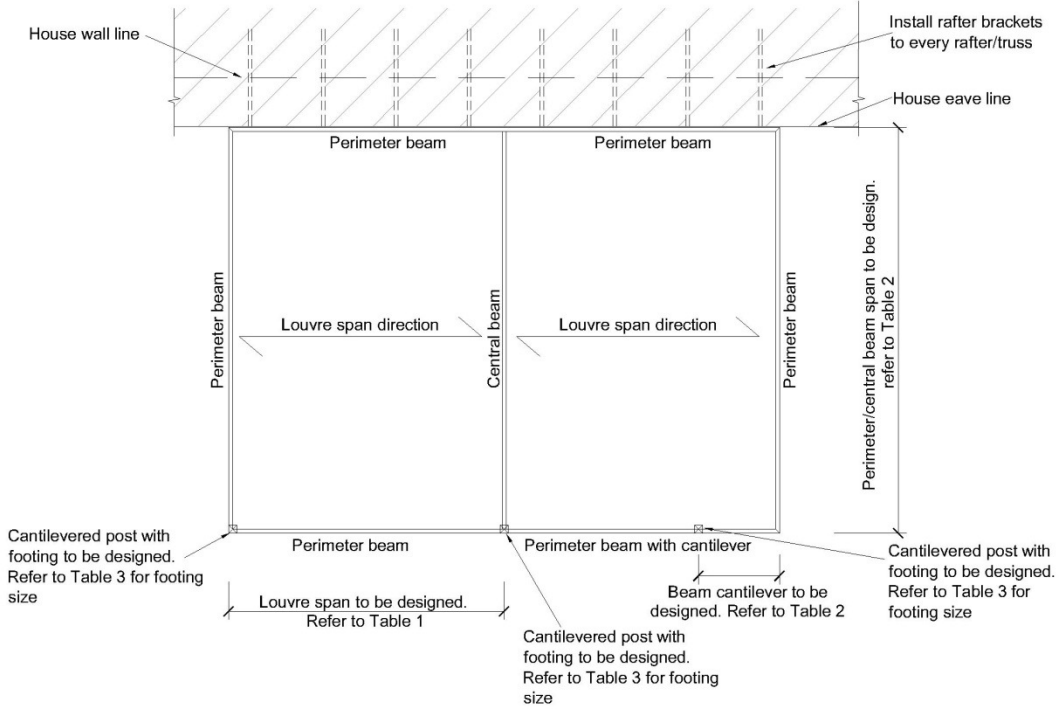 House wall line
Install rafter brackets
to every rafter/truss
House eave line
Perimeter beam
Perimeter beam
Perimeter beam
Louvre span direction
Central beam
Louvre span direction
Perimeter beam
Perimeter/central beam span to be design.
refer to Table 2
Cantilevered post with
footing to be designed.
Refer to Table 3 for footing
size
Perimeter beam
Perimeter beam with cantilever
Cantilevered post with
footing to be designed.
Refer to Table 3 for
footing size
Louvre span to be designed.
Refer to Table 1
Beam cantilever to be
designed. Refer to Table 2
Cantilevered post with
footing to be designed.
Refer to Table 3 for footing
size